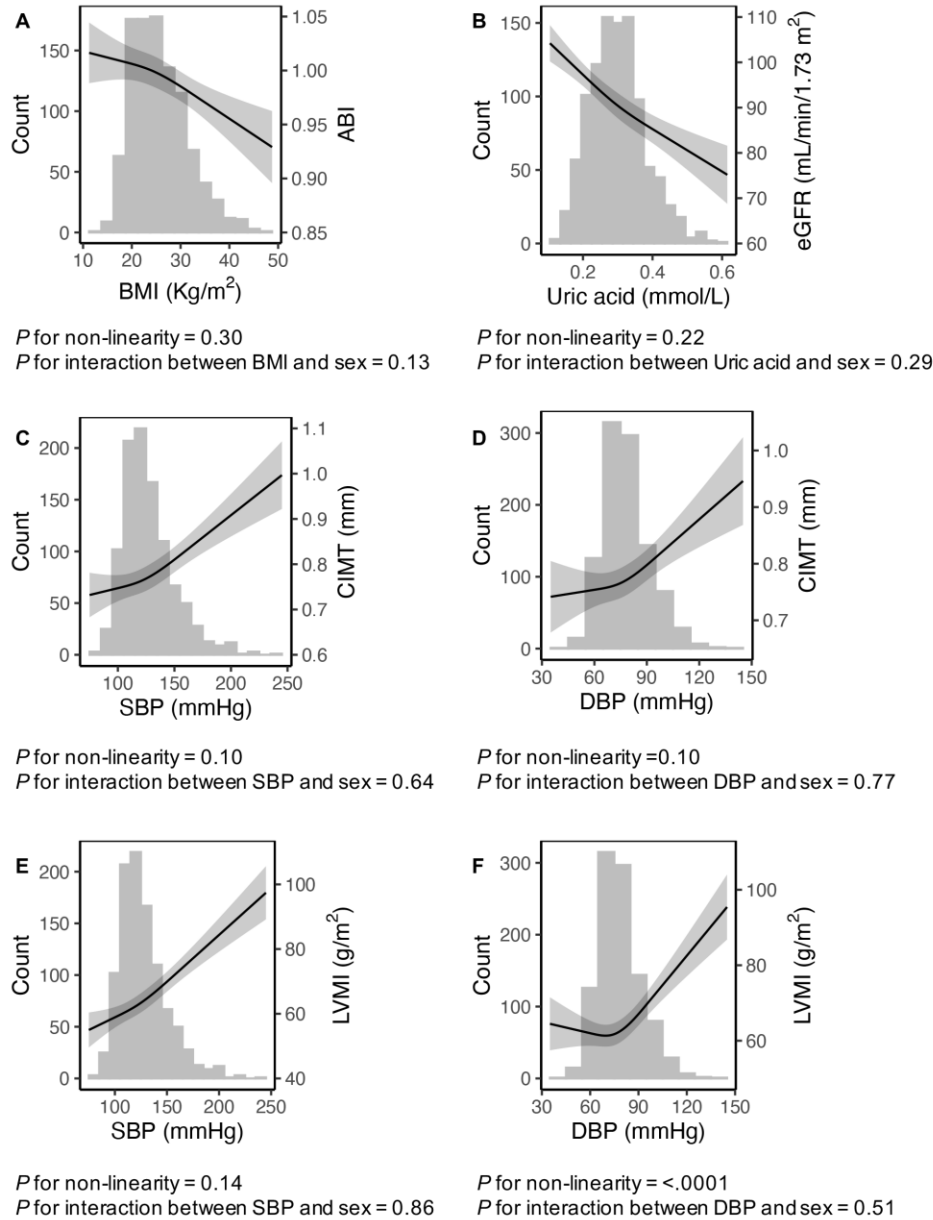 A
150
100
50
0
Count
1.05
1.00
0.95
0.90
0.85
ABI
10 20 30 40 50
BMI (Kg/m²)
P for non-linearity = 0.30
P for interaction between BMI and sex = 0.13
B
150
100
50
0
Count
110
100
90
80
70
60
eGFR (mL/min/1.73 m²)
0.2 0.4 0.6
Uric acid (mmol/L)
P for non-linearity = 0.22
P for interaction between Uric acid and sex = 0.29
C
200
150
100
50
0
Count
1.1
1.0
0.9
0.8
0.7
0.6
CIMT (mm)
100 150 200 250
SBP (mmHg)
P for non-linearity = 0.10
P for interaction between SBP and sex = 0.64
D
300
200
100
0
Count
1.0
0.9
0.8
0.7
CIMT (mm)
30 60 90 120 150
DBP (mmHg)
P for non-linearity =0.10
P for interaction between DBP and sex = 0.77
E
200
150
100
50
0
Count
100
80
60
40
LVMI (g/m²)
100 150 200 250
SBP (mmHg)
P for non-linearity = 0.14
P for interaction between SBP and sex = 0.86
F
300
200
100
0
Count
100
80
60
LVMI (g/m²)
30 60 90 120 150
DBP (mmHg)
P for non-linearity = <.0001
P for interaction between DBP and sex = 0.51